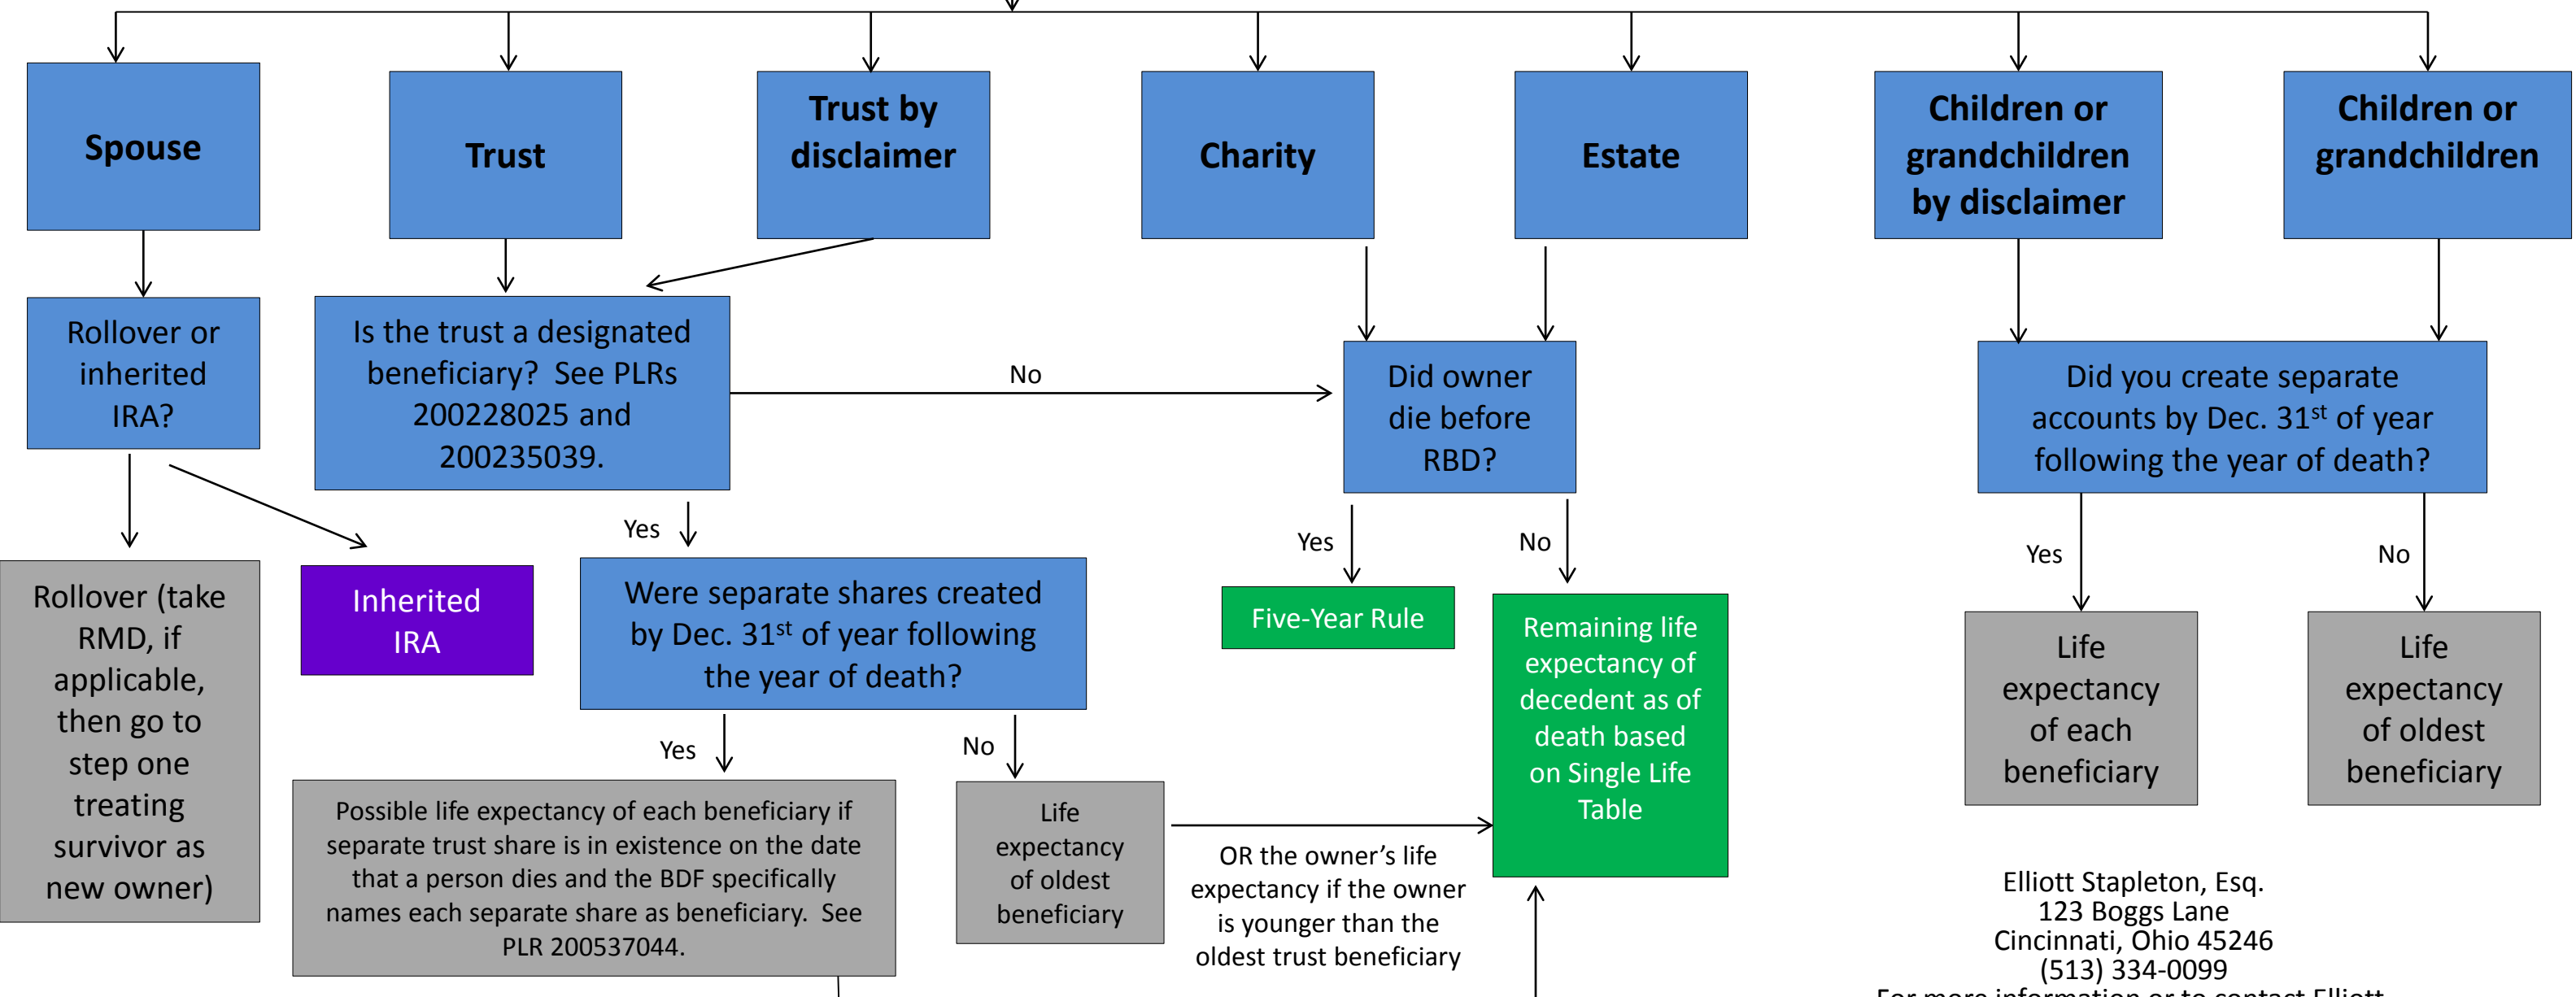 Spouse
Trust
Trust by
disclaimer
Charity
Estate
Children or
grandchildren
by disclaimer
Children or
grandchildren
Rollover or
inherited
IRA?
Is the trust a designated
beneficiary?  See PLRs
200228025 and
200235039.
No
Did owner
die before
RBD?
Did you create separate
accounts by Dec. 31st of year
following the year of death?
Yes
Yes
No
Yes
No
Rollover (take
RMD, if
applicable,
then go to
step one
treating
survivor as
new owner)
Inherited
IRA
Were separate shares created
by Dec. 31st of year following
the year of death?
Five-Year Rule
Remaining life
expectancy of
decedent as of
death based
on Single Life
Table
Life
expectancy
of each
beneficiary
Life
expectancy
of oldest
beneficiary
Yes
No
Possible life expectancy of each beneficiary if
separate trust share is in existence on the date
that a person dies and the BDF specifically
names each separate share as beneficiary.  See
PLR 200537044.
Life
expectancy
of oldest
beneficiary
OR the owner’s life
expectancy if the owner
is younger than the
oldest trust beneficiary
Elliott Stapleton, Esq.
123 Boggs Lane
Cincinnati, Ohio 45246
(513) 334-0099
For more information or to contact Elliott